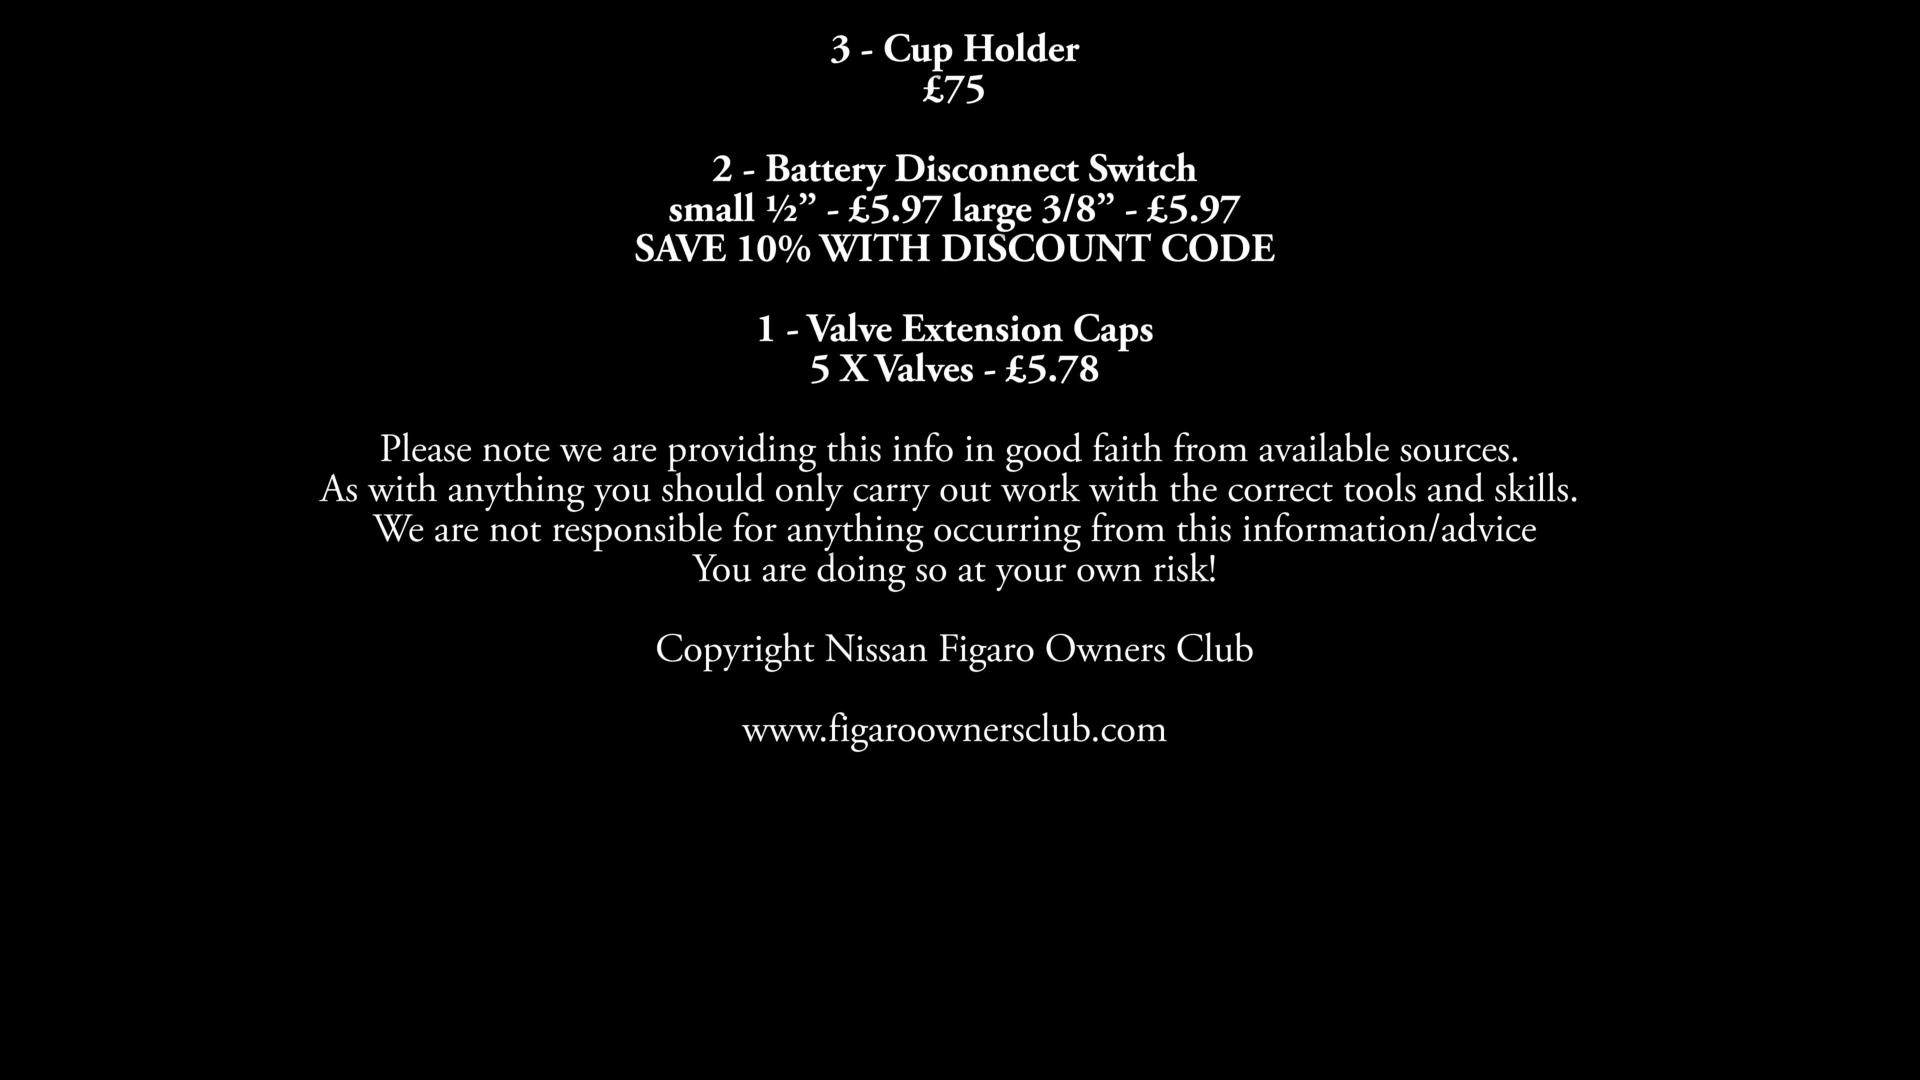 3 - Cup Holder
£75
2 - Battery Disconnect Switch
small ½” - £5.97 large 3/8” - £5.97
SAVE 10% WITH DISCOUNT CODE
1 - Valve Extension Caps
5 X Valves - £5.78
Please note we are providing this info in good faith from available sources.
As with anything you should only carry out work with the correct tools and skills.
We are not responsible for anything occurring from this information/advice
You are doing so at your own risk!
Copyright Nissan Figaro Owners Club
www.figaroownersclub.com